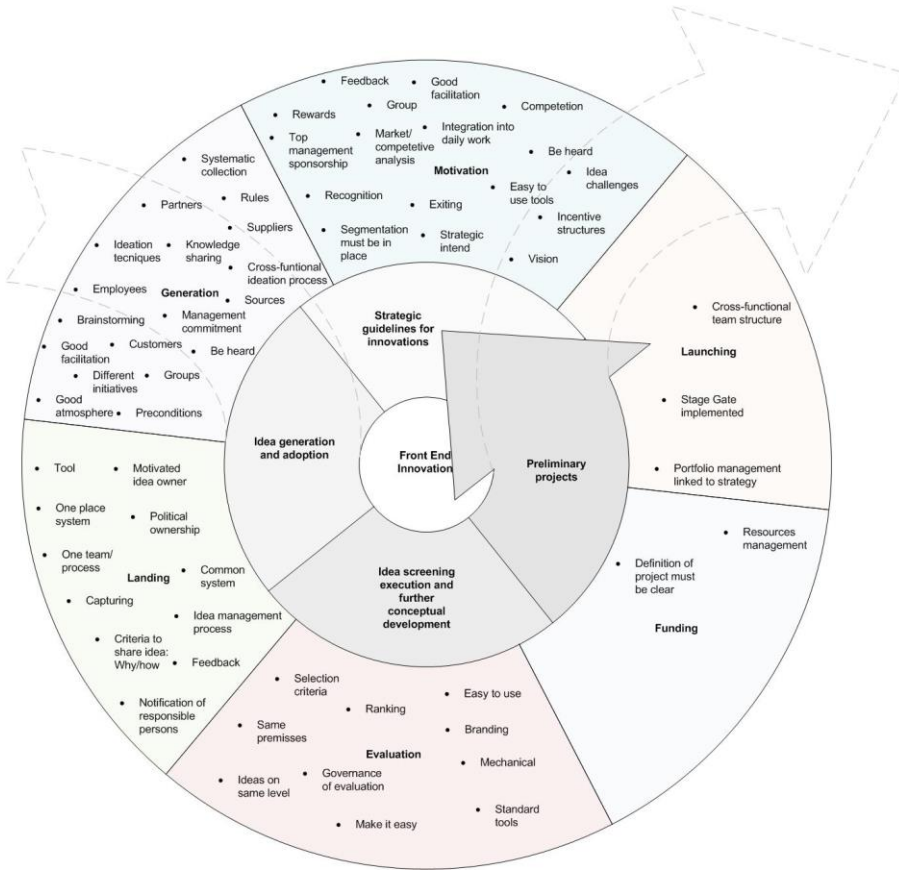 Feedback
Good
facilitation
Group
Competetion
Rewards
Top
management
sponsorship
Market/
competetive
analysis
Integration into
daily work
Be heard
Motivation
Idea
challenges
Recognition
Exiting
Easy to
use tools
Incentive
structures
Segmentation
must be in
place
Strategic
intend
Vision
Systematic
collection
Partners
Rules
Suppliers
Ideation
tecniques
Knowledge
sharing
Cross-funtional
ideation process
Employees
Generation
Sources
Brainstorming
Management
commitment
Good
facilitation
Customers
Be heard
Different
initiatives
Groups
Good
atmosphere
Preconditions
Strategic
guidelines for
innovations
Cross-functional
team structure
Launching
Stage Gate
implemented
Portfolio management
linked to strategy
Idea generation
and adoption
Front End
Innovation
Preliminary
projects
Idea screening
execution and
further
conceptual
development
Tool
Motivated
idea owner
One place
system
Political
ownership
One team/
process
Landing
Common
system
Capturing
Idea management
process
Criteria to
share idea:
Why/how
Feedback
Notification of
responsible
persons
Resources
management
Definition of
project must
be clear
Funding
Selection
criteria
Ranking
Easy to use
Same
premisses
Branding
Evaluation
Mechanical
Ideas on
same level
Governance
of evaluation
Make it easy
Standard
tools